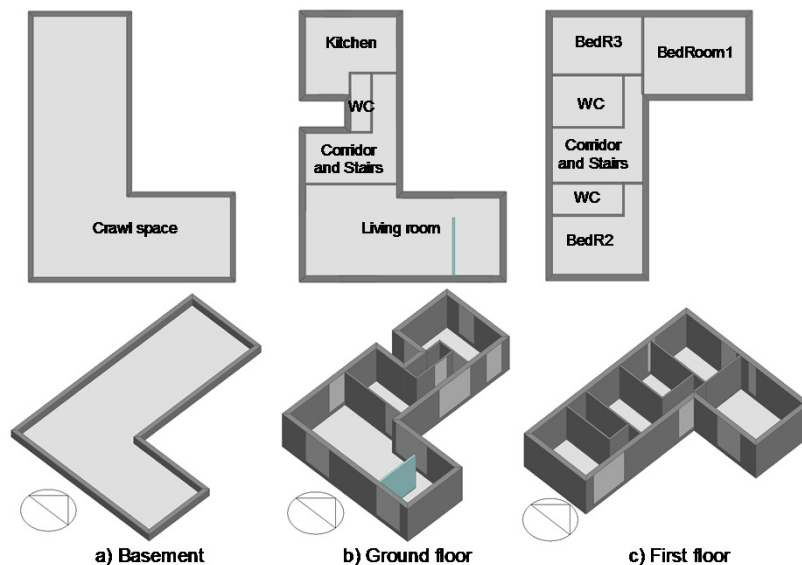 Crawl space
Kitchen
WC
Corridor
and Stairs
Living room
BedR3
BedRoom1
WC
Corridor
and Stairs
WC
BedR2
a) Basement
b) Ground floor
c) First floor